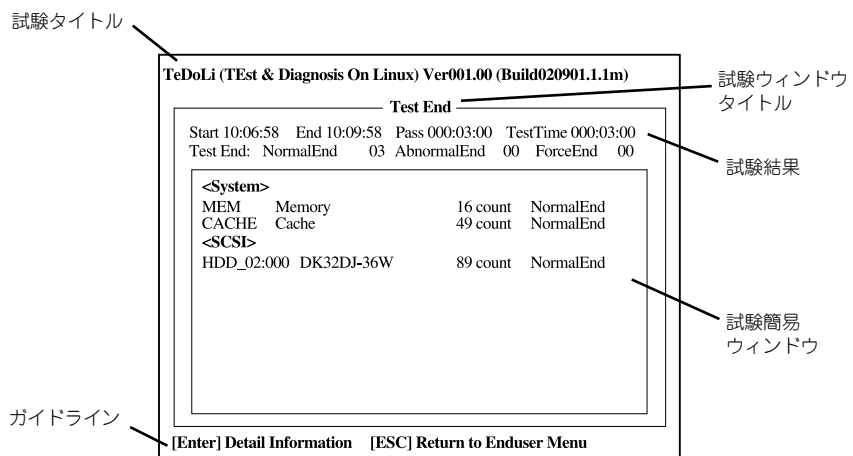 試験タイトル
TeDoLi (TEst & Diagnosis On Linux) Ver001.00 (Build020901.1.1m)
試験ウィンドウ
タイトル
Test End
Start 10:06:58 End 10:09:58 Pass 000:03:00 TestTime 000:03:00
Test End: NormalEnd 03 AbnormalEnd 00 ForceEnd 00
試験結果
<System>
MEM Memory 16 count NormalEnd
CACHE Cache 49 count NormalEnd
<SCSI>
HDD_02:000 DK32DJ-36W 89 count NormalEnd
試験簡易
ウィンドウ
ガイドライン
[Enter] Detail Information [ESC] Return to Enduser Menu